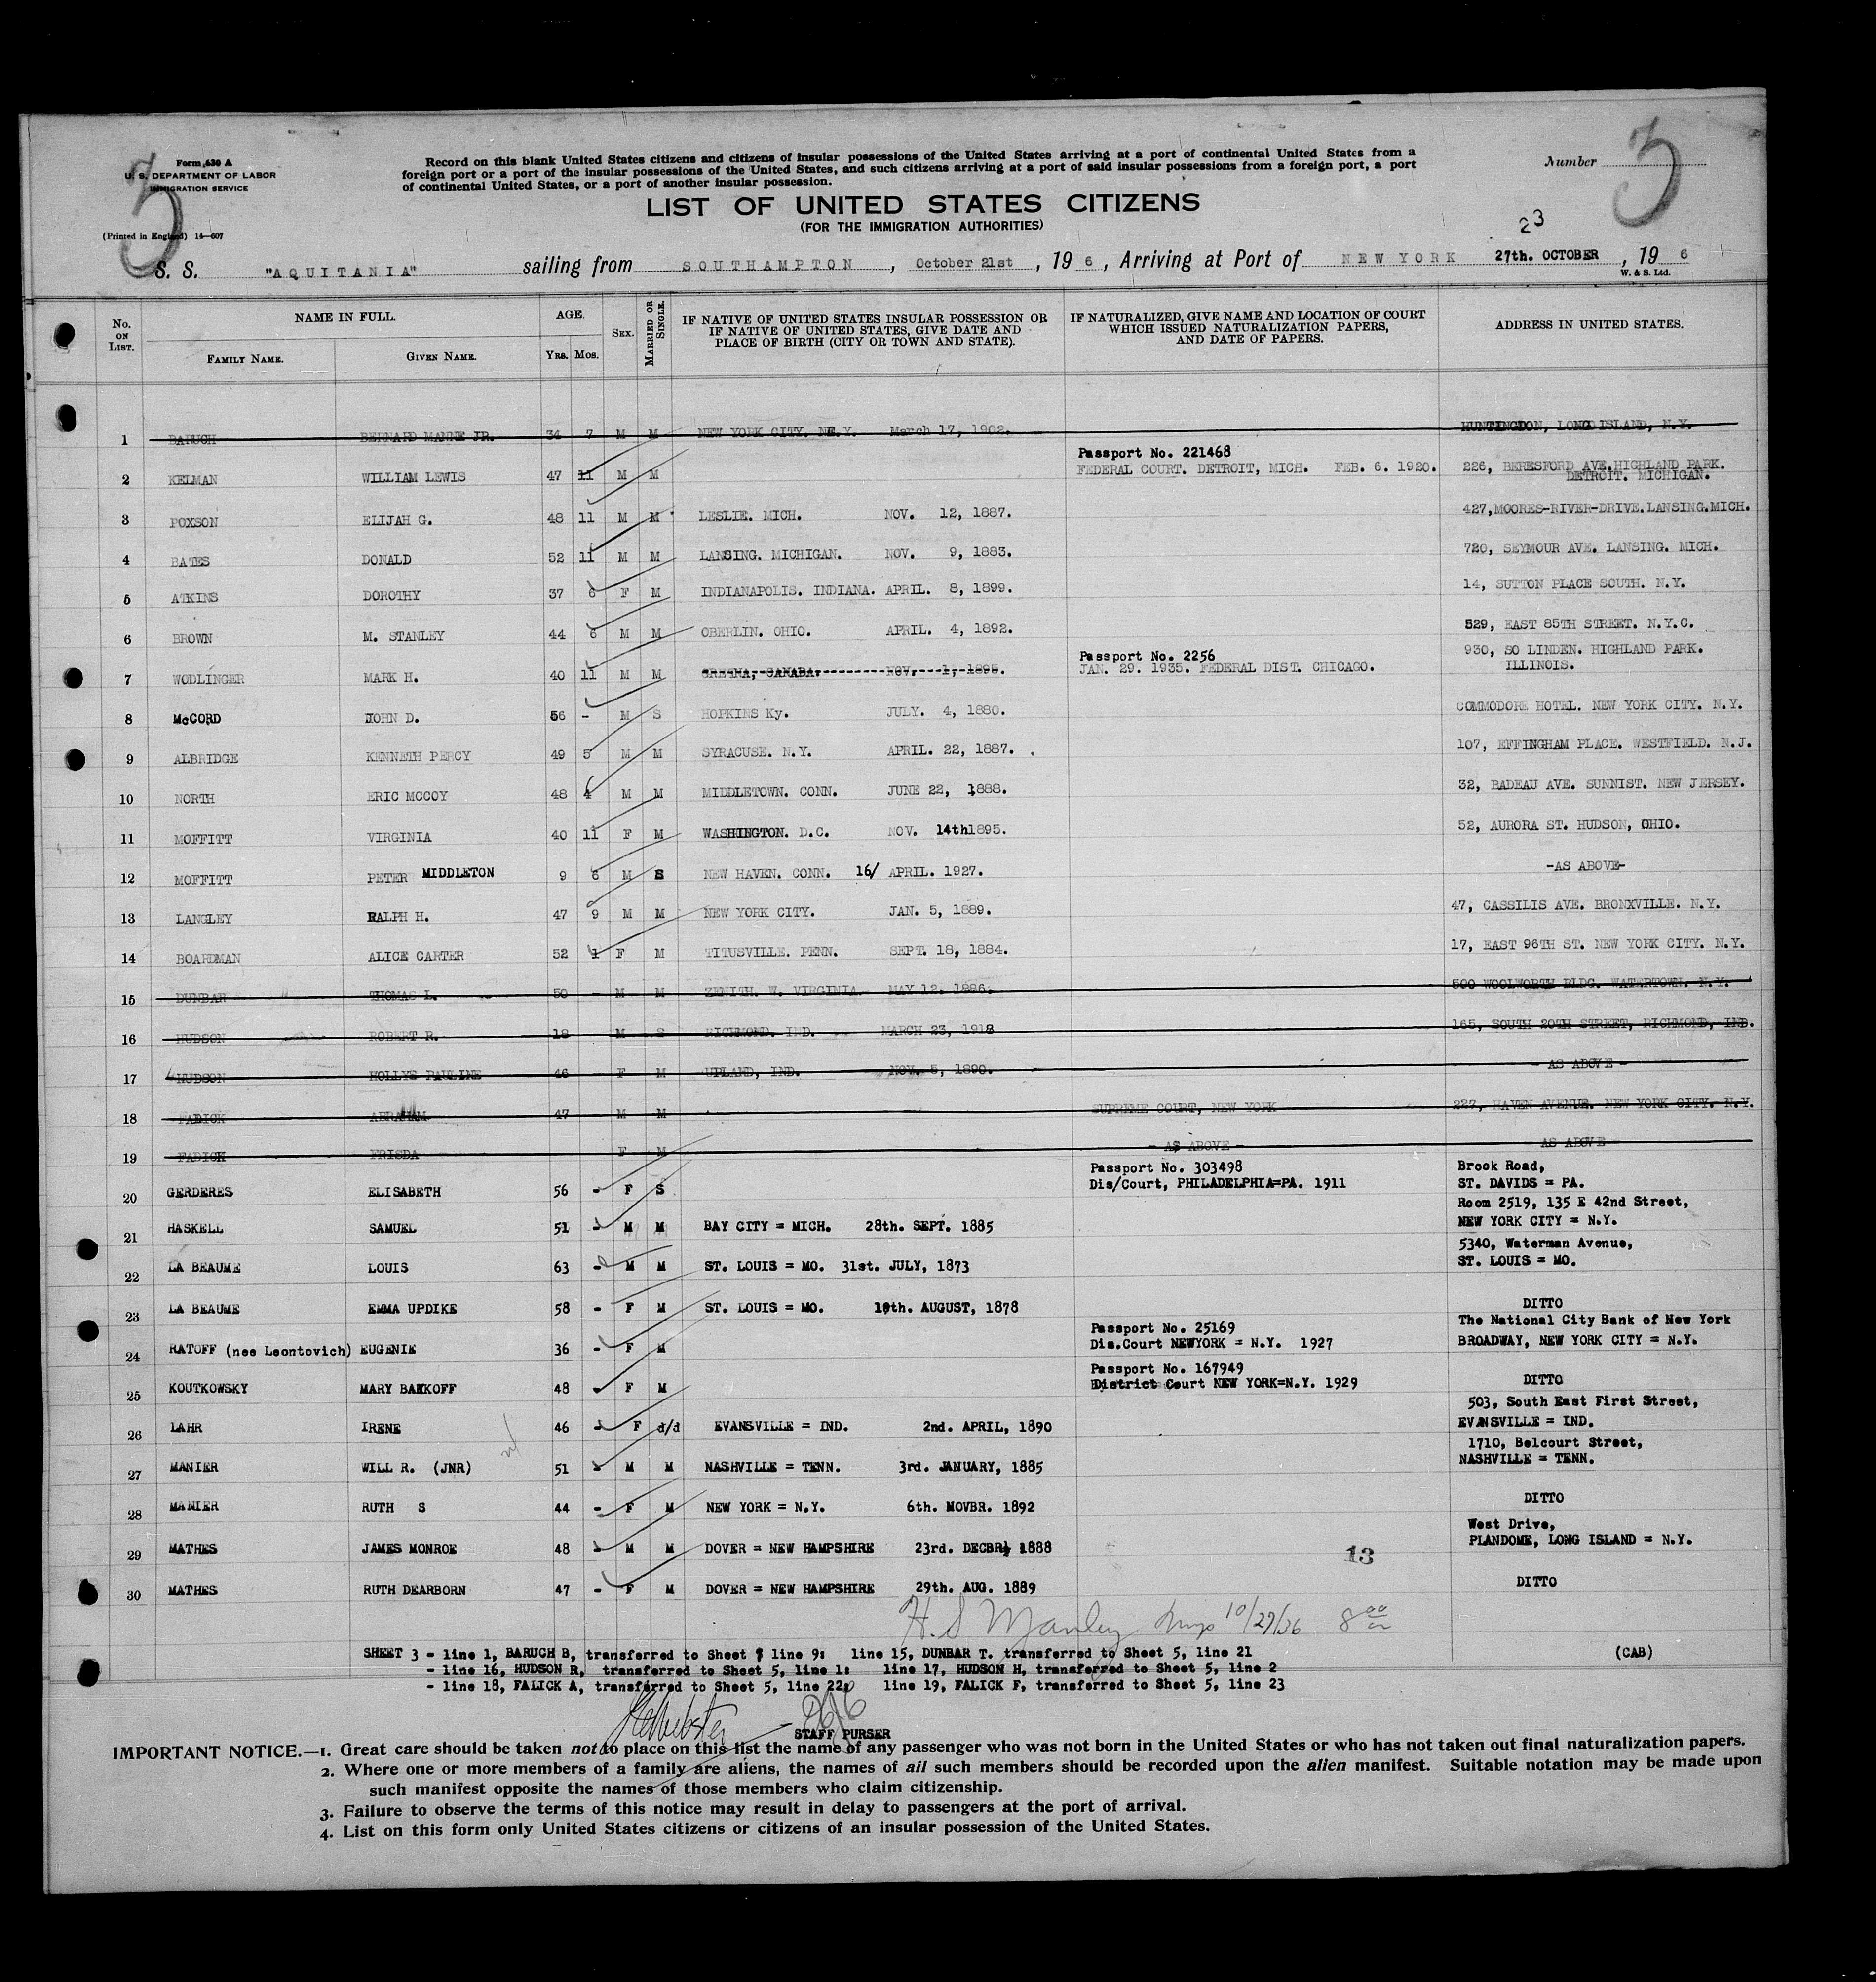 Form 630 A
U. S. DEPARTMENT OF LABOR
IMMIGRATION SERVICE
(Printed in England) 14—607
3
Record on this blank United States citizens and citizens of insular possessions of the United States arriving at a port of continental United States from a
foreign port or a port of the insular possessions of the United States, and such citizens arriving at a port of said insular possessions from a foreign port, a port
of continental United States, or a port of another insular possession.
Number 3
LIST OF UNITED STATES CITIZENS
(FOR THE IMMIGRATION AUTHORITIES)
23
S. S. "AQUITANIA" sailing from SOUTHAMPTON, October 21st, 19 6, Arriving at Port of NEW YORK 27th. OCTOBER, 19 6
W. & S. Ltd.
No. ON LIST. NAME IN FULL. FAMILY NAME. GIVEN NAME. AGE. YRS. MOS. SEX. MARRIED OR SINGLE. IF NATIVE OF UNITED STATES INSULAR POSSESSION OR IF NATIVE OF UNITED STATES, GIVE DATE AND PLACE OF BIRTH (CITY OR TOWN AND STATE). IF NATURALIZED, GIVE NAME AND LOCATION OF COURT WHICH ISSUED NATURALIZATION PAPERS, AND DATE OF PAPERS. ADDRESS IN UNITED STATES.
1 BARUCH BERNARD MANNE JR. 34 7 M M NEW YORK CITY. N.Y. March 17, 1902. HUNTINGDON, LONG ISLAND, N.Y.
Passport No. 221468
2 KELMAN WILLIAM LEWIS 47 11 M M FEDERAL COURT. DETROIT, MICH. FEB. 6. 1920. 226, BERESFORD AVE. HIGHLAND PARK.
DETROIT. MICHIGAN.
3 POXSON ELIJAH G. 48 11 M M LESLIE. MICH. NOV. 12, 1887. 427, MOORES-RIVER-DRIVE. LANSING. MICH.
4 BATES DONALD 52 11 M M LANSING. MICHIGAN. NOV. 9, 1883. 720, SEYMOUR AVE. LANSING. MICH.
5 ATKINS DOROTHY 37 6 F M INDIANAPOLIS. INDIANA. APRIL. 8, 1899. 14, SUTTON PLACE SOUTH. N.Y.
6 BROWN M. STANLEY 44 6 M M OBERLIN. OHIO. APRIL. 4, 1892. 529, EAST 85TH STREET. N.Y.C.
Passport No. 2256 930, SO LINDEN. HIGHLAND PARK.
7 WODLINGER MARK H. 40 11 M M GRETNA, CANADA. NOV. 1, 1895. JAN. 29. 1935. FEDERAL DIST. CHICAGO. ILLINOIS.
8 McCORD JOHN D. 56 - M S HOPKINS Ky. JULY. 4, 1880. COMMODORE HOTEL. NEW YORK CITY. N.Y.
9 ALBRIDGE KENNETH PERCY 49 5 M M SYRACUSE. N.Y. APRIL. 22, 1887. 107, EFFINGHAM PLACE. WESTFIELD. N.J.
10 NORTH ERIC MCCOY 48 4 M M MIDDLETOWN. CONN. JUNE 22, 1888. 32, BADEAU AVE. SUNNIST. NEW JERSEY.
11 MOFFITT VIRGINIA 40 11 F M WASHINGTON. D.C. NOV. 14th 1895. 52, AURORA ST. HUDSON, OHIO.
12 MOFFITT PETER MIDDLETON 9 6 M S NEW HAVEN. CONN. 16/ APRIL. 1927. -AS ABOVE-
13 LANGLEY RALPH H. 47 9 M M NEW YORK CITY. JAN. 5, 1889. 47, CASSILIS AVE. BRONXVILLE. N.Y.
14 BOARDMAN ALICE CARTER 52 1 F M TITUSVILLE. PENN. SEPT. 18, 1884. 17, EAST 96TH ST. NEW YORK CITY. N.Y.
15 DUNBAR THOMAS L. 50 - M M ZENITH. W. VIRGINIA. MAY 12. 1886. 500 WOOLWORTH BLDG. WATERTOWN. N.Y.
16 HUDSON ROBERT R. 18 - M S RICHMOND. IND. MARCH 23, 1918 165, SOUTH 20TH STREET, RICHMOND, IND.
17 HUDSON HOLLYS PAULINE 46 F M UPLAND, IND. NOV. 5, 1890. - AS ABOVE -
18 FADICK ABRAHAM 47 M M SUPREME COURT, NEW YORK 227, HAVEN AVENUE. NEW YORK CITY. N.Y.
19 FADICK FRISDA F M - AS ABOVE - AS ABOVE -
Passport No. 303498 Brook Road,
20 GERDERES ELISABETH 56 - F S Dis/Court, PHILADELPHIA=PA. 1911 ST. DAVIDS = PA.
Room 2519, 135 E 42nd Street,
21 HASKELL SAMUEL 51 - M M BAY CITY = MICH. 28th. SEPT. 1885 NEW YORK CITY = N.Y.
5340, Waterman Avenue,
22 LA BEAUME LOUIS 63 - M M ST. LOUIS = MO. 31st. JULY, 1873 ST. LOUIS = MO.
23 LA BEAUME EMMA UPDIKE 58 - F M ST. LOUIS = MO. 10th. AUGUST, 1878 DITTO
Passport No. 25169 The National City Bank of New York
24 RATOFF (nee Leontovich) EUGENIE 36 - F M Dis.Court NEWYORK = N.Y. 1927 BROADWAY, NEW YORK CITY = N.Y.
Passport No. 167949
25 KOUTKOWSKY MARY BAKKOFF 48 - F M District Court NEW YORK=N.Y. 1929 DITTO
503, South East First Street,
26 LAHR IRENE 46 - F d/d EVANSVILLE = IND. 2nd. APRIL, 1890 EVANSVILLE = IND.
1710, Belcourt Street,
27 MANIER WILL R. (JNR) 51 - M M NASHVILLE = TENN. 3rd. JANUARY, 1885 NASHVILLE = TENN.
28 MANIER RUTH S 44 - F M NEW YORK = N.Y. 6th. MOVBR. 1892 DITTO
West Drive,
29 MATHES JAMES MONROE 48 - M M DOVER = NEW HAMPSHIRE 23rd. DECBR, 1888 PLANDOME, LONG ISLAND = N.Y.
13
30 MATHES RUTH DEARBORN 47 - F M DOVER = NEW HAMPSHIRE 29th. AUG. 1889 DITTO
H. S Manley 10/27/36 8 00
SHEET 3 - line 1, BARUCH B, transferred to Sheet line 9: line 15, DUNBAR T. transferred to Sheet 5, line 21 (CAB)
- line 16, HUDSON R, transferred to Sheet 5, line 1: line 17, HUDSON H, transferred to Sheet 5, line 2
- line 18, FALICK A, transferred to Sheet 5, line 22, line 19, FALICK F, transferred to Sheet 5, line 23
STAFF PURSER
IMPORTANT NOTICE.—1. Great care should be taken not to place on this list the name of any passenger who was not born in the United States or who has not taken out final naturalization papers.
2. Where one or more members of a family are aliens, the names of all such members should be recorded upon the alien manifest. Suitable notation may be made upon
such manifest opposite the names of those members who claim citizenship.
3. Failure to observe the terms of this notice may result in delay to passengers at the port of arrival.
4. List on this form only United States citizens or citizens of an insular possession of the United States.